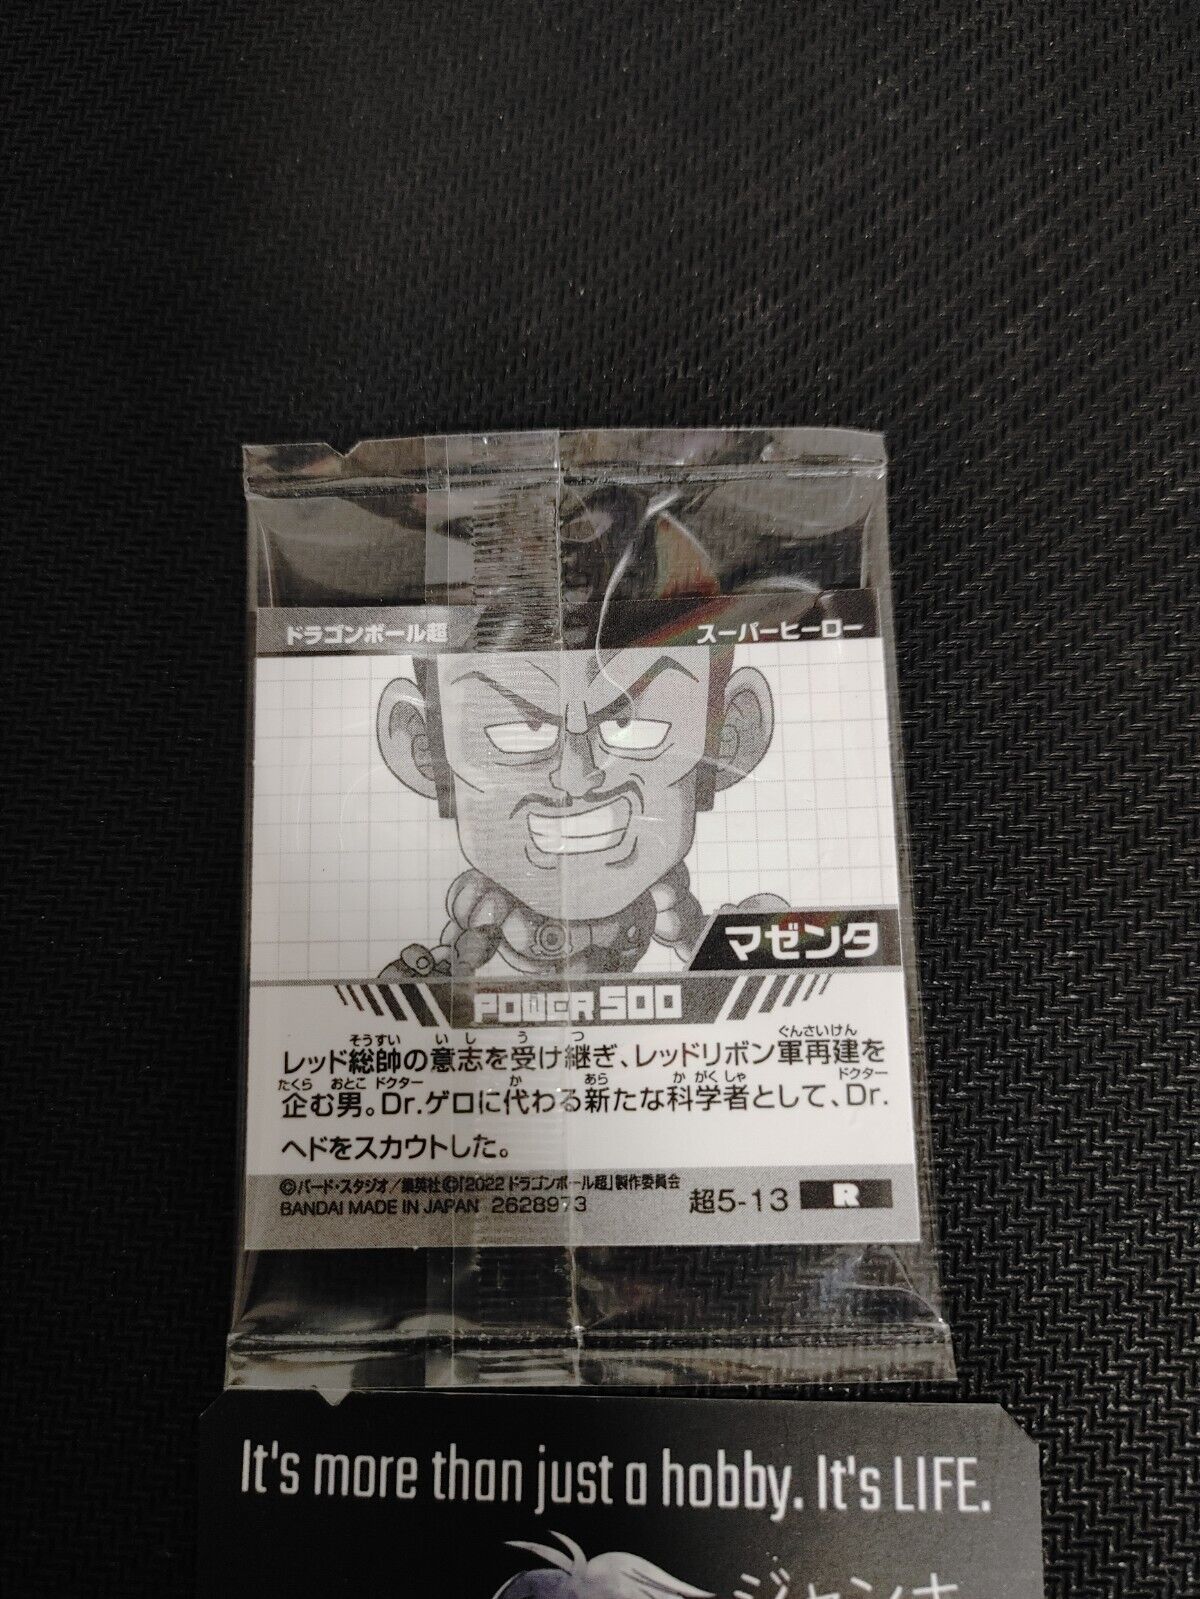 ドラゴンボール超
スーパーヒーロー
マゼンタ
POWER 500
そうすい いし う つ ぐんさいけん
レッド総帥の意志を受け継ぎ、レッドリボン軍再建を
たくら おとこ ドクター か あら かがくしゃ ドクター
企む男。Dr.ゲロに代わる新たな科学者として、Dr.
ヘドをスカウトした。
©バード・スタジオ/集英社 ©「2022 ドラゴンボール超」製作委員会
BANDAI MADE IN JAPAN 2628973
超5-13 R
It's more than just a hobby. It's LIFE.